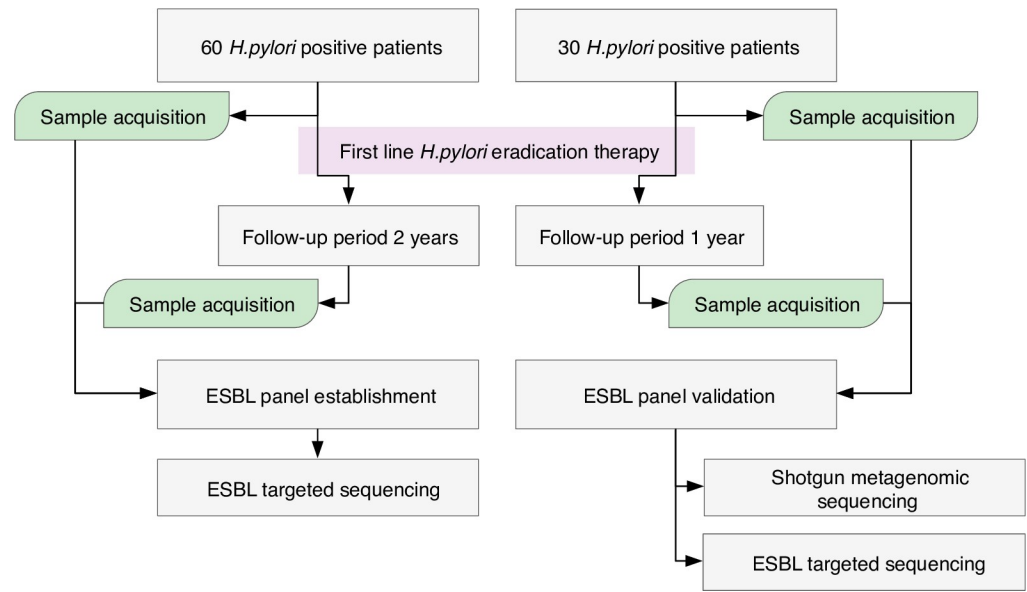 60 H.pylori positive patients
30 H.pylori positive patients
Sample acquisition
Sample acquisition
First line H.pylori eradication therapy
Follow-up period 2 years
Follow-up period 1 year
Sample acquisition
Sample acquisition
ESBL panel establishment
ESBL panel validation
ESBL targeted sequencing
Shotgun metagenomic
sequencing
ESBL targeted sequencing